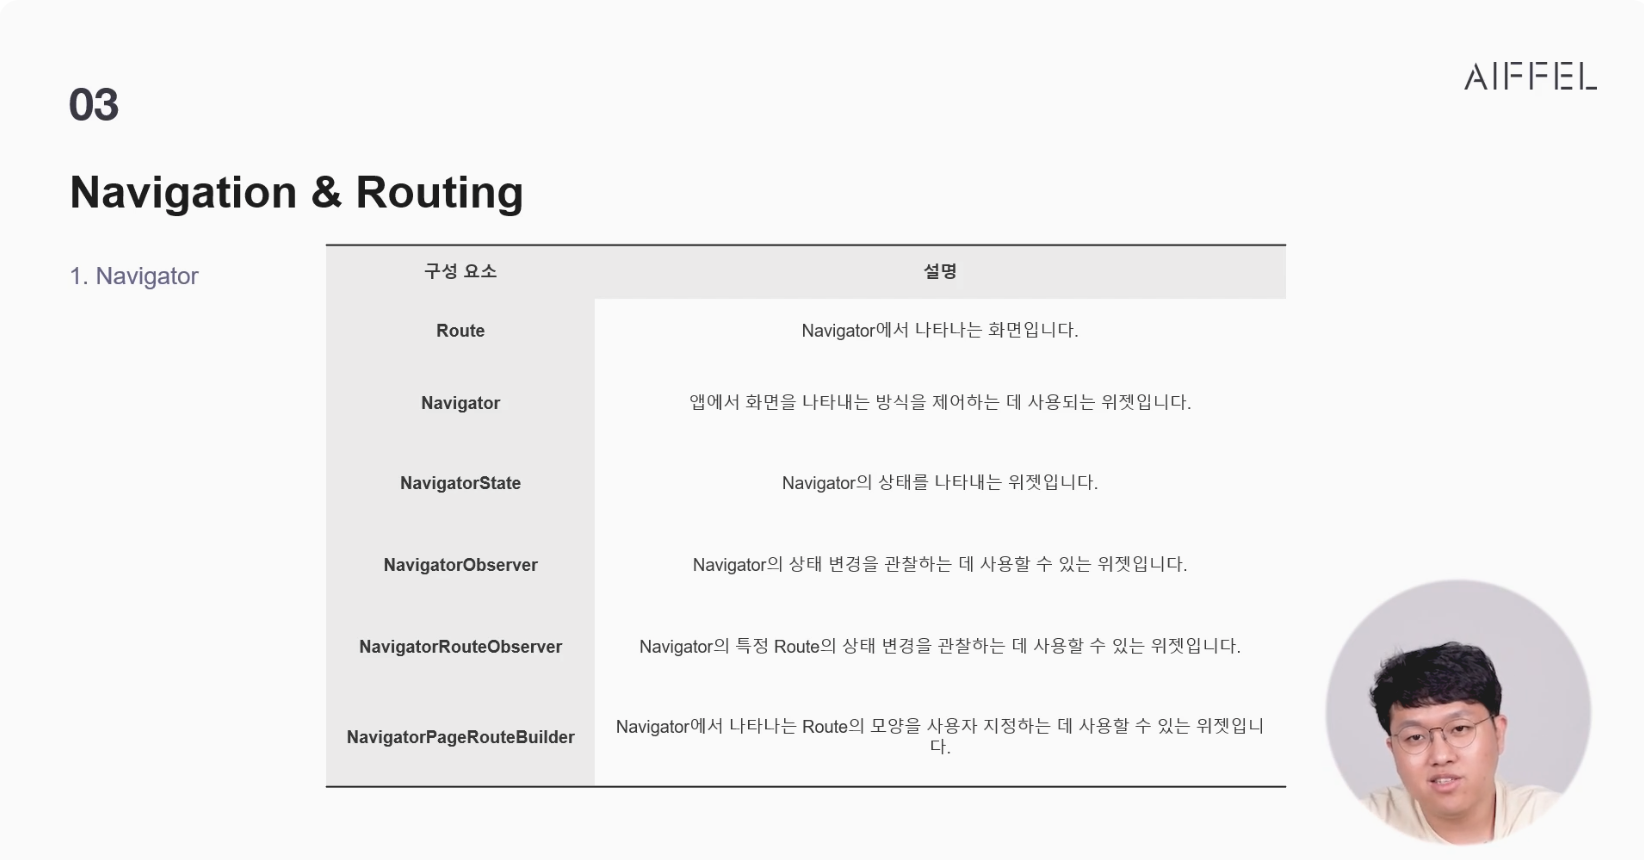 AIFFEL
03
Navigation & Routing
1. Navigator
구성 요소 설명
Route Navigator에서 나타나는 화면입니다.
Navigator 앱에서 화면을 나타내는 방식을 제어하는 데 사용되는 위젯입니다.
NavigatorState Navigator의 상태를 나타내는 위젯입니다.
NavigatorObserver Navigator의 상태 변경을 관찰하는 데 사용할 수 있는 위젯입니다.
NavigatorRouteObserver Navigator의 특정 Route의 상태 변경을 관찰하는 데 사용할 수 있는 위젯입니다.
NavigatorPageRouteBuilder Navigator에서 나타나는 Route의 모양을 사용자 지정하는 데 사용할 수 있는 위젯입니
다.